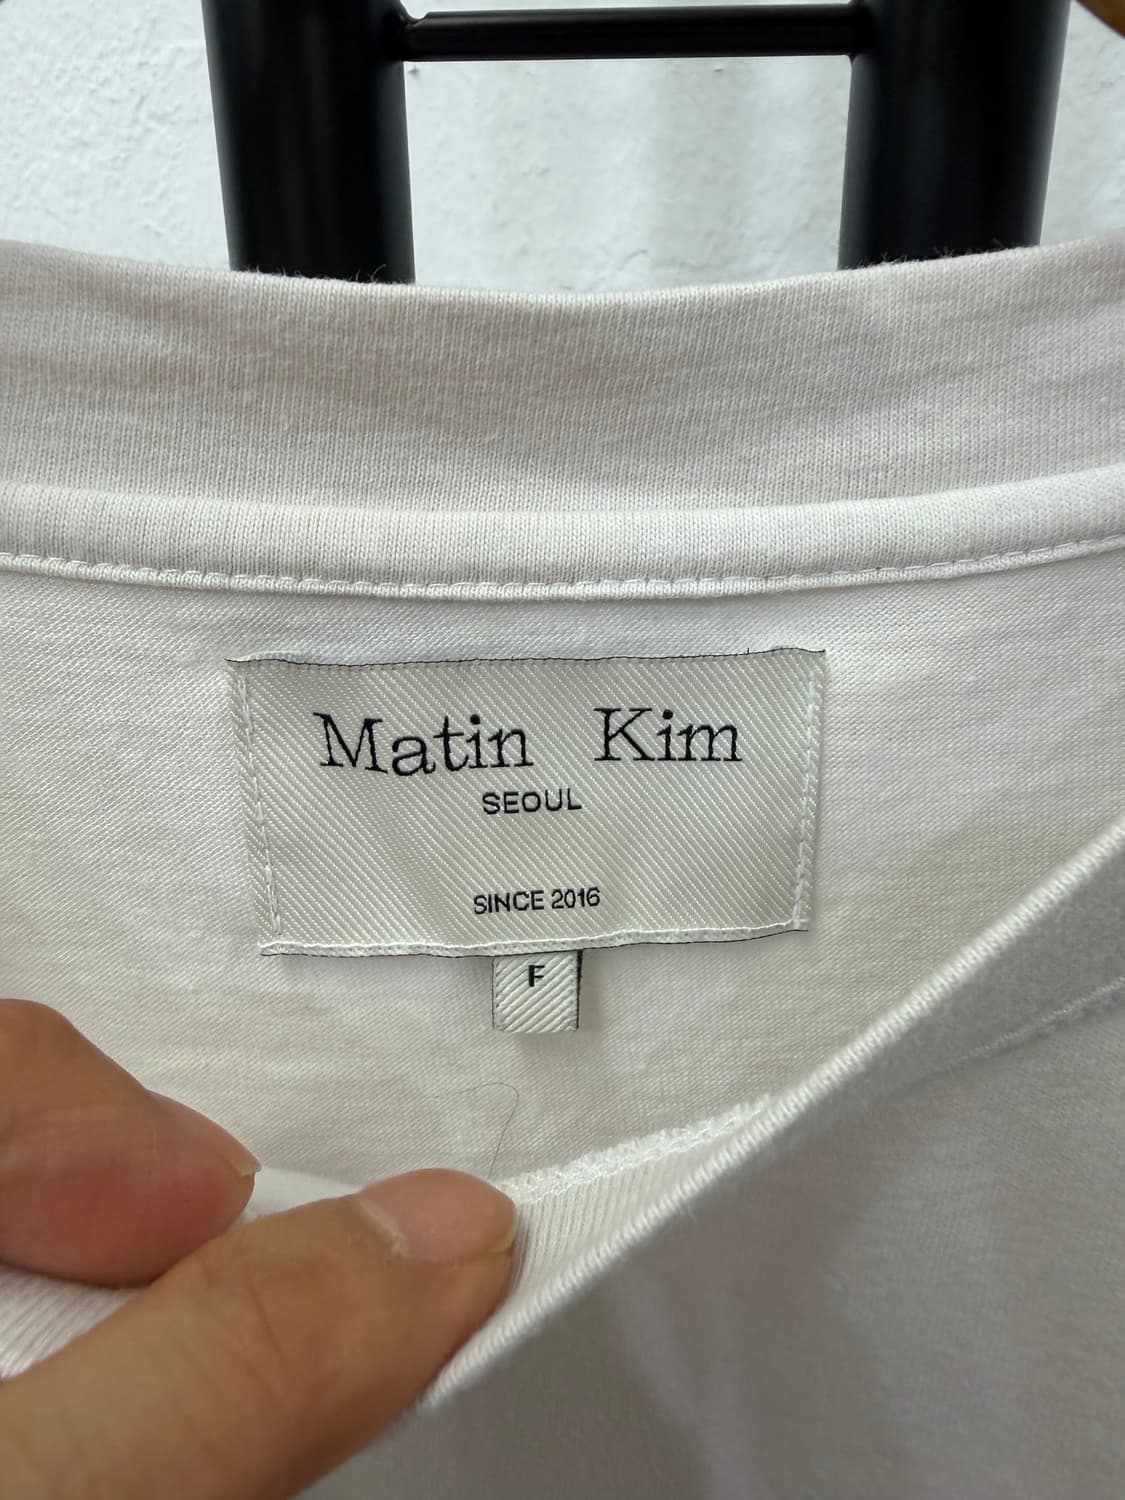 Matin Kim
SEOUL
SINCE 2016
F